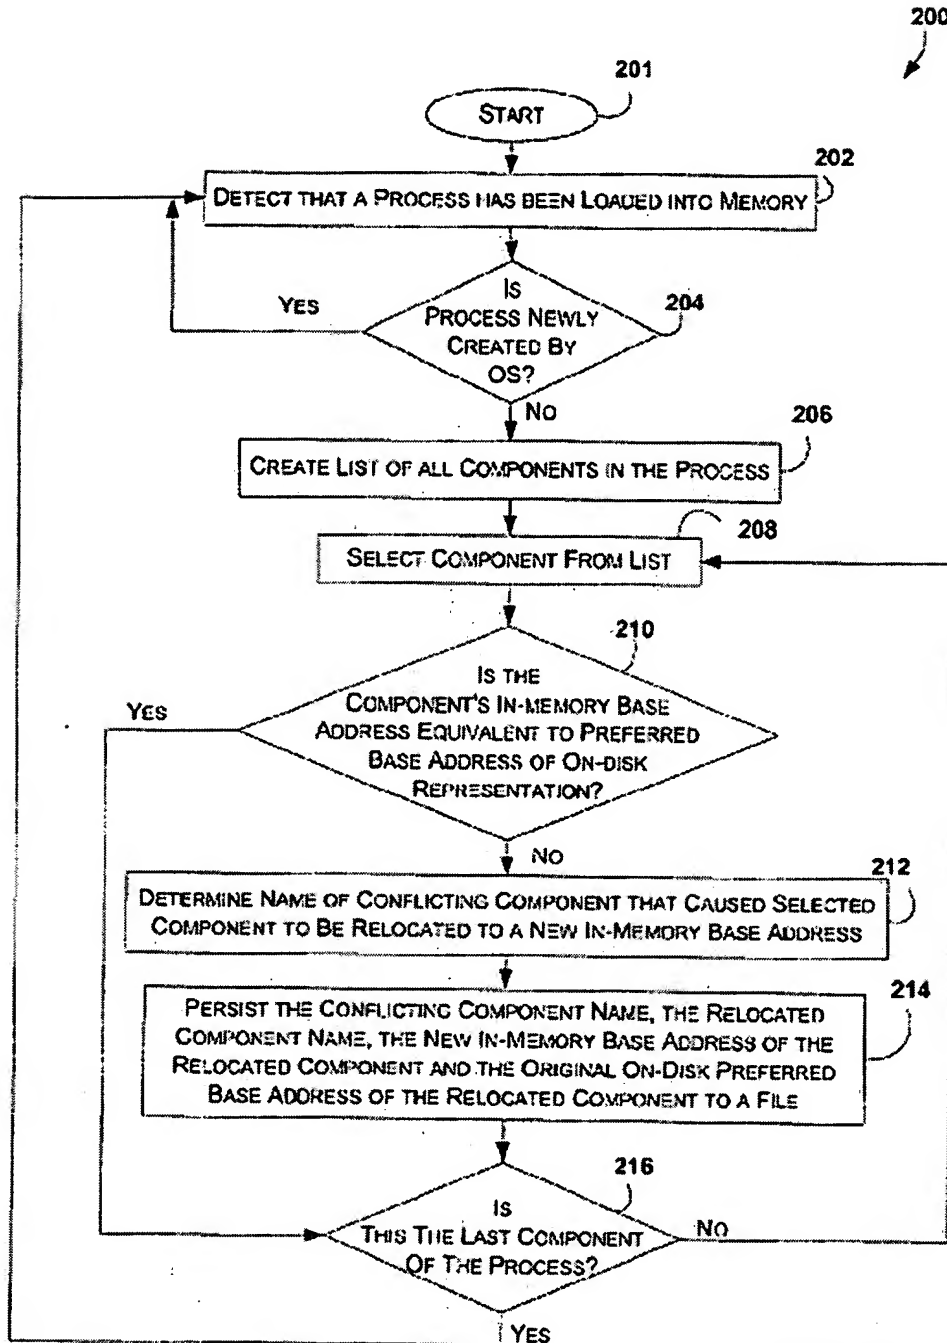 200
201
START
202
DETECT THAT A PROCESS HAS BEEN LOADED INTO MEMORY
YES
IS
PROCESS NEWLY
CREATED BY
OS?
204
NO
206
CREATE LIST OF ALL COMPONENTS IN THE PROCESS
208
SELECT COMPONENT FROM LIST
210
YES
IS THE
COMPONENT'S IN-MEMORY BASE
ADDRESS EQUIVALENT TO PREFERRED
BASE ADDRESS OF ON-DISK
REPRESENTATION?
NO
212
DETERMINE NAME OF CONFLICTING COMPONENT THAT CAUSED SELECTED
COMPONENT TO BE RELOCATED TO A NEW IN-MEMORY BASE ADDRESS
214
PERSIST THE CONFLICTING COMPONENT NAME, THE RELOCATED
COMPONENT NAME, THE NEW IN-MEMORY BASE ADDRESS OF THE
RELOCATED COMPONENT AND THE ORIGINAL ON-DISK PREFERRED
BASE ADDRESS OF THE RELOCATED COMPONENT TO A FILE
216
IS
THIS THE LAST COMPONENT
OF THE PROCESS?
NO
YES